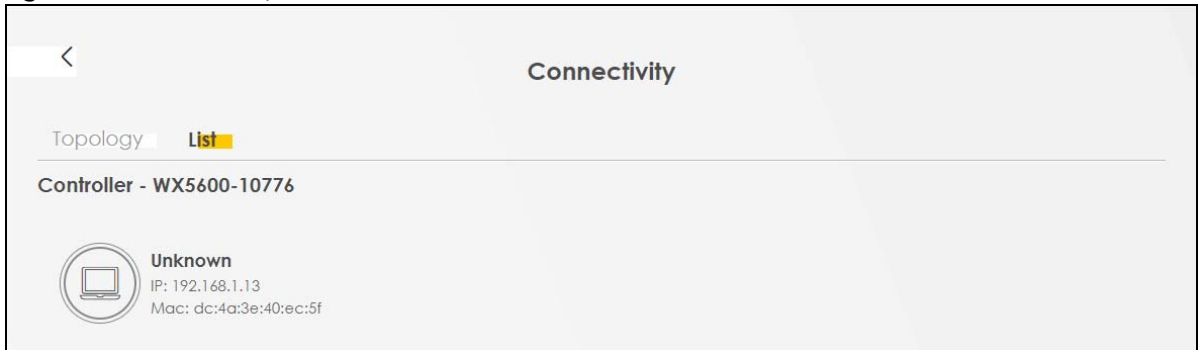 Connectivity
Topology List
Controller - WX5600-10776
Unknown
IP: 192.168.1.13
Mac: dc:4a:3e:40:ec:5f